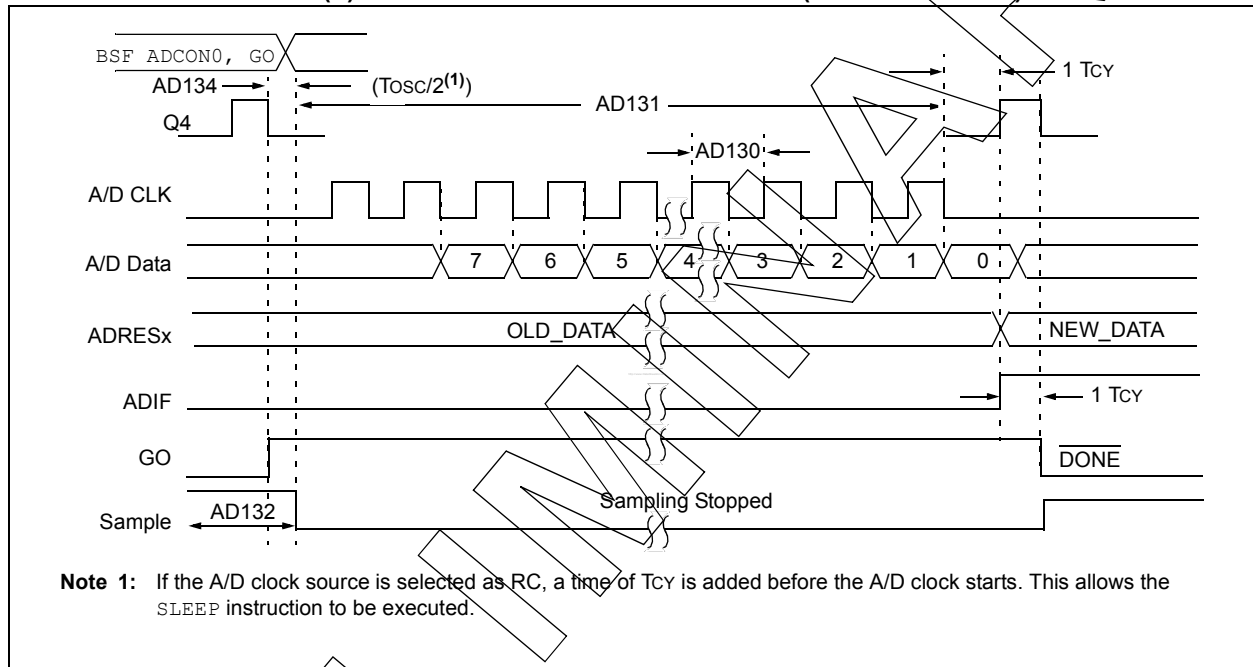 BSF ADCON0, GO
AD134
(TOSC/2(1))
AD131
1 TCY
Q4
AD130
A/D CLK
A/D Data
7
6
5
4
3
2
1
0
ADRESx
OLD_DATA
NEW_DATA
ADIF
1 TCY
GO
DONE
Sample
AD132
Sampling Stopped
Note 1: If the A/D clock source is selected as RC, a time of TCY is added before the A/D clock starts. This allows the
SLEEP instruction to be executed.